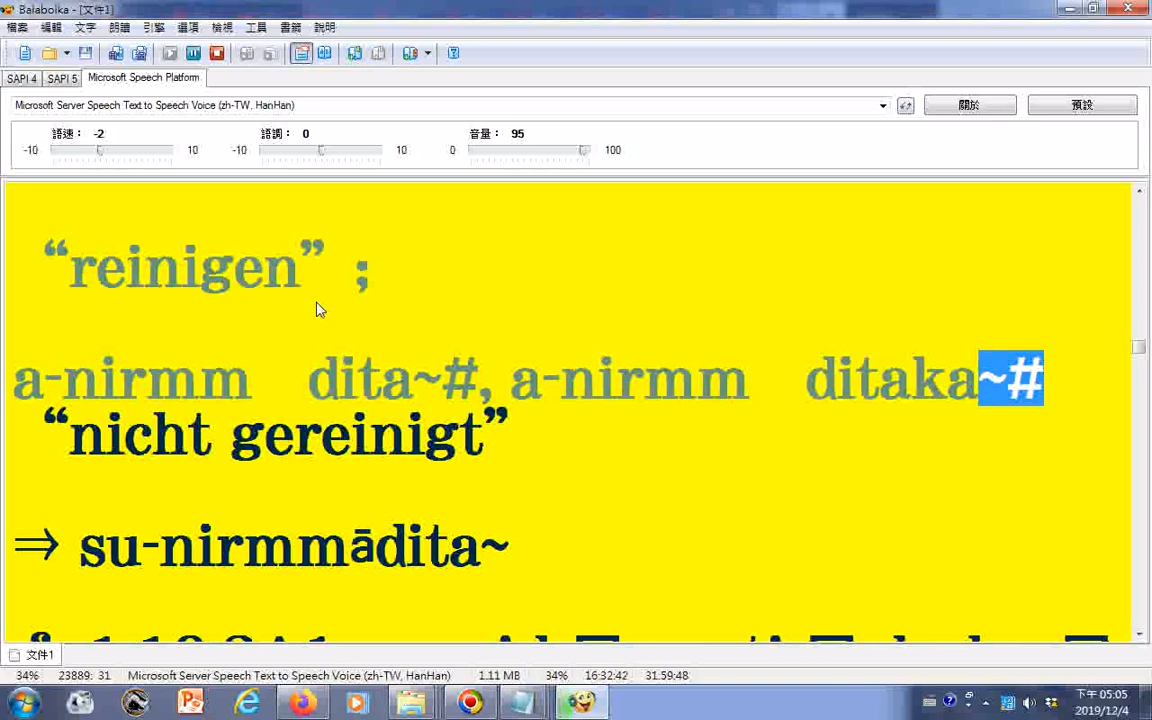 Balabolka - [文件1]
檔案 編輯 文字 朗讀 引擎 選項 檢視 工具 書籤 說明
SAPI 4 SAPI 5 Microsoft Speech Platform
Microsoft Server Speech Text to Speech Voice (zh-TW, HanHan) 關於 預設
語速： -2 語調： 0 音量： 95
-10 10 -10 10 0 100
“reinigen” ;
a-nirmm dita~#, a-nirmm ditaka~#
“nicht gereinigt”
⇒ su-nirmmādita~
文件1
34% 23889: 31 Microsoft Server Speech Text to Speech Voice (zh-TW, HanHan) 1.11 MB 34% 16:32:42 31:59:48
下午 05:05
2019/12/4